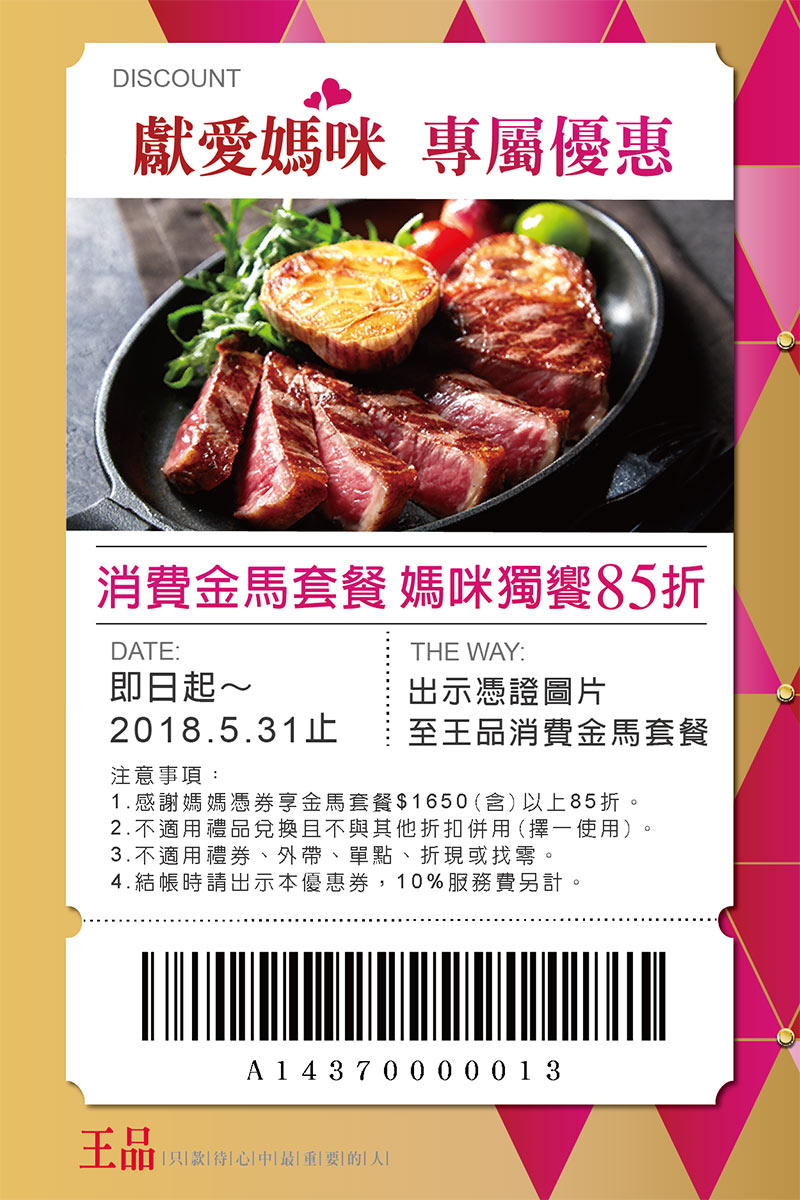 DISCOUNT
獻愛媽咪 專屬優惠
消費金馬套餐 媽咪獨饗85折
DATE:
即日起～
2018.5.31止
THE WAY:
出示憑證圖片
至王品消費金馬套餐
注意事項：
1.感謝媽媽憑券享金馬套餐$1650(含)以上85折。
2.不適用禮品兌換且不與其他折扣併用(擇一使用)。
3.不適用禮券、外帶、單點、折現或找零。
4.結帳時請出示本優惠券，10%服務費另計。
A14370000013
王品 |只|款|待|心|中|最|重|要|的|人|